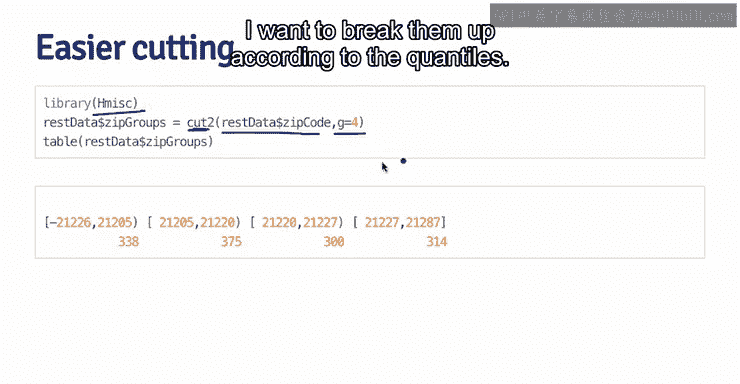 I want to break them up
according to the quantiles.
Easier cutting
library(Hmisc)
restData$zipGroups = cut2(restData$zipCode,g=4)
table(restData$zipGroups)
[-21226,21205) [ 21205,21220) [ 21220,21227) [ 21227,21287]
338 375 300 314